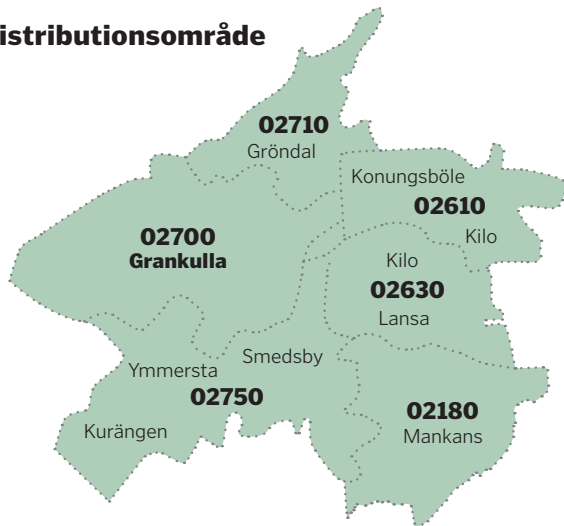 istributionsområde
02710
Gröndal
Konungsböle
02610
Kilo
02700
Grankulla
Kilo
02630
Lansa
Smedsby
Ymmersta
02750
Kurängen
02180
Mankans